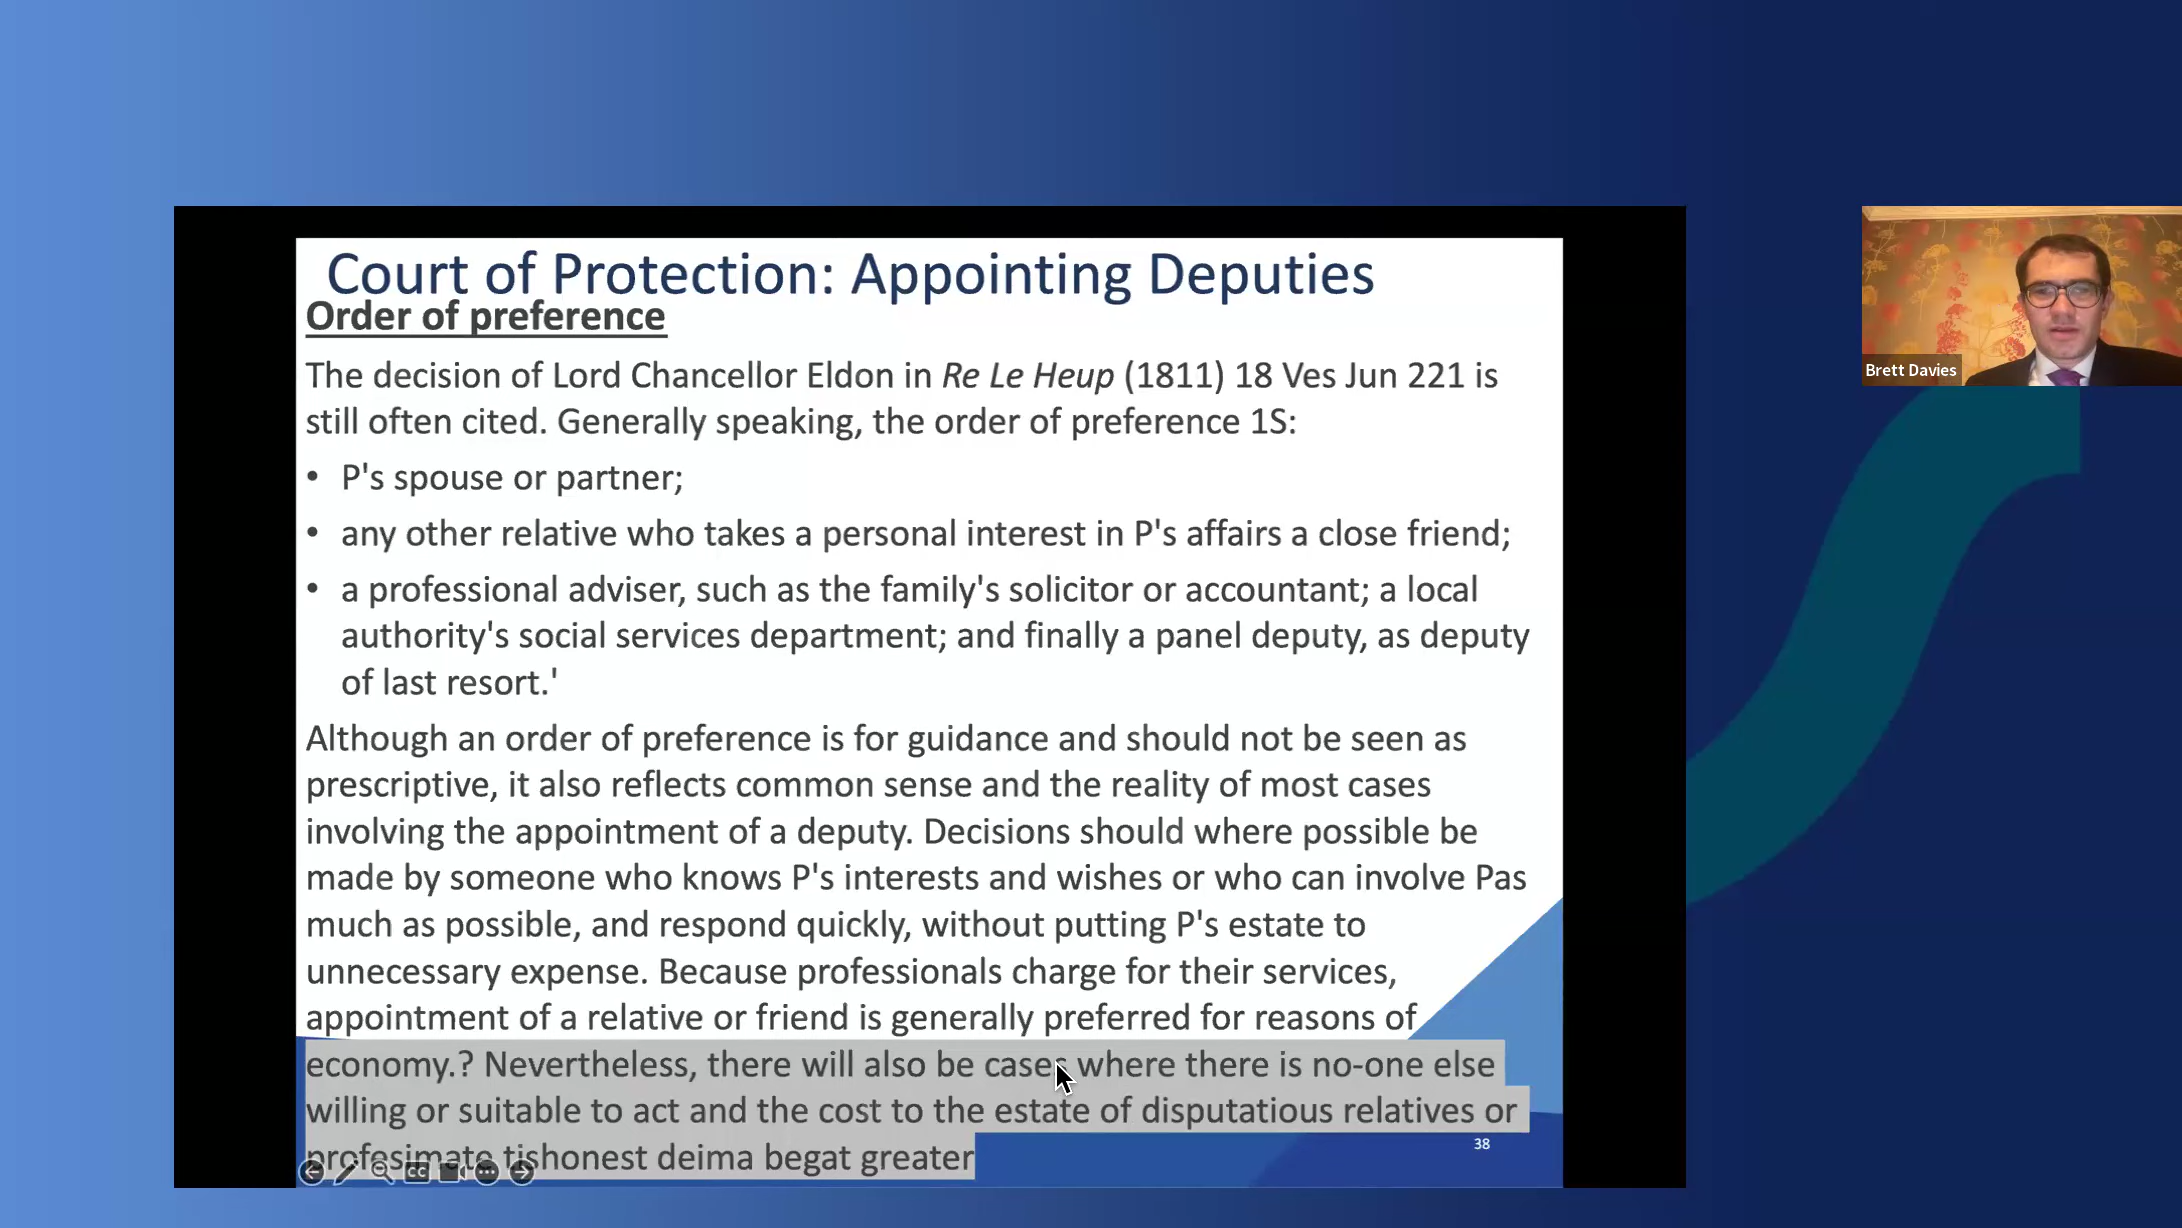 Court of Protection: Appointing Deputies
Order of preference
The decision of Lord Chancellor Eldon in Re Le Heup (1811) 18 Ves Jun 221 is
still often cited. Generally speaking, the order of preference 1S:
• P's spouse or partner;
• any other relative who takes a personal interest in P's affairs a close friend;
• a professional adviser, such as the family's solicitor or accountant; a local
authority's social services department; and finally a panel deputy, as deputy
of last resort.'
Although an order of preference is for guidance and should not be seen as
prescriptive, it also reflects common sense and the reality of most cases
involving the appointment of a deputy. Decisions should where possible be
made by someone who knows P's interests and wishes or who can involve Pas
much as possible, and respond quickly, without putting P's estate to
unnecessary expense. Because professionals charge for their services,
appointment of a relative or friend is generally preferred for reasons of
economy.? Nevertheless, there will also be cases where there is no-one else
willing or suitable to act and the cost to the estate of disputatious relatives or
profesimate tishonest deima begat greater
38
CC
Brett Davies